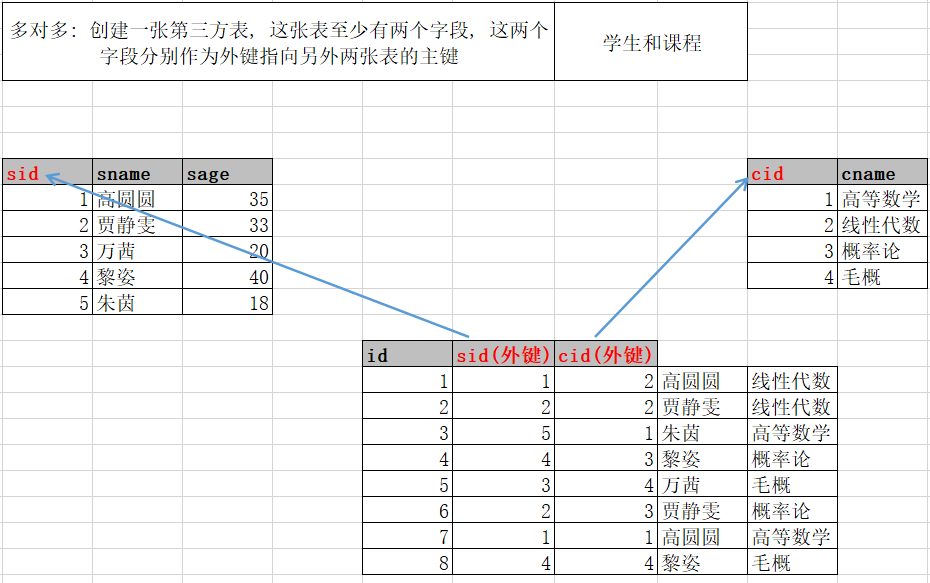 多对多：创建一张第三方表，这张表至少有两个字段，这两个
字段分别作为外键指向另外两张表的主键
学生和课程
sid sname sage
1 高圆圆 35
2 贾静雯 33
3 万茜 20
4 黎姿 40
5 朱茵 18
cid cname
1 高等数学
2 线性代数
3 概率论
4 毛概
id sid(外键) cid(外键)
1 1 2 高圆圆 线性代数
2 2 2 贾静雯 线性代数
3 5 1 朱茵 高等数学
4 4 3 黎姿 概率论
5 3 4 万茜 毛概
6 2 3 贾静雯 概率论
7 1 1 高圆圆 高等数学
8 4 4 黎姿 毛概